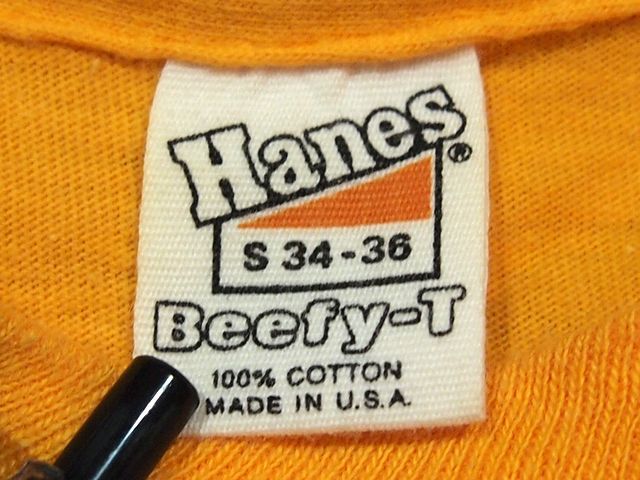 Hanes®
S 34-36
Beefy-T
100% COTTON
MADE IN U.S.A.